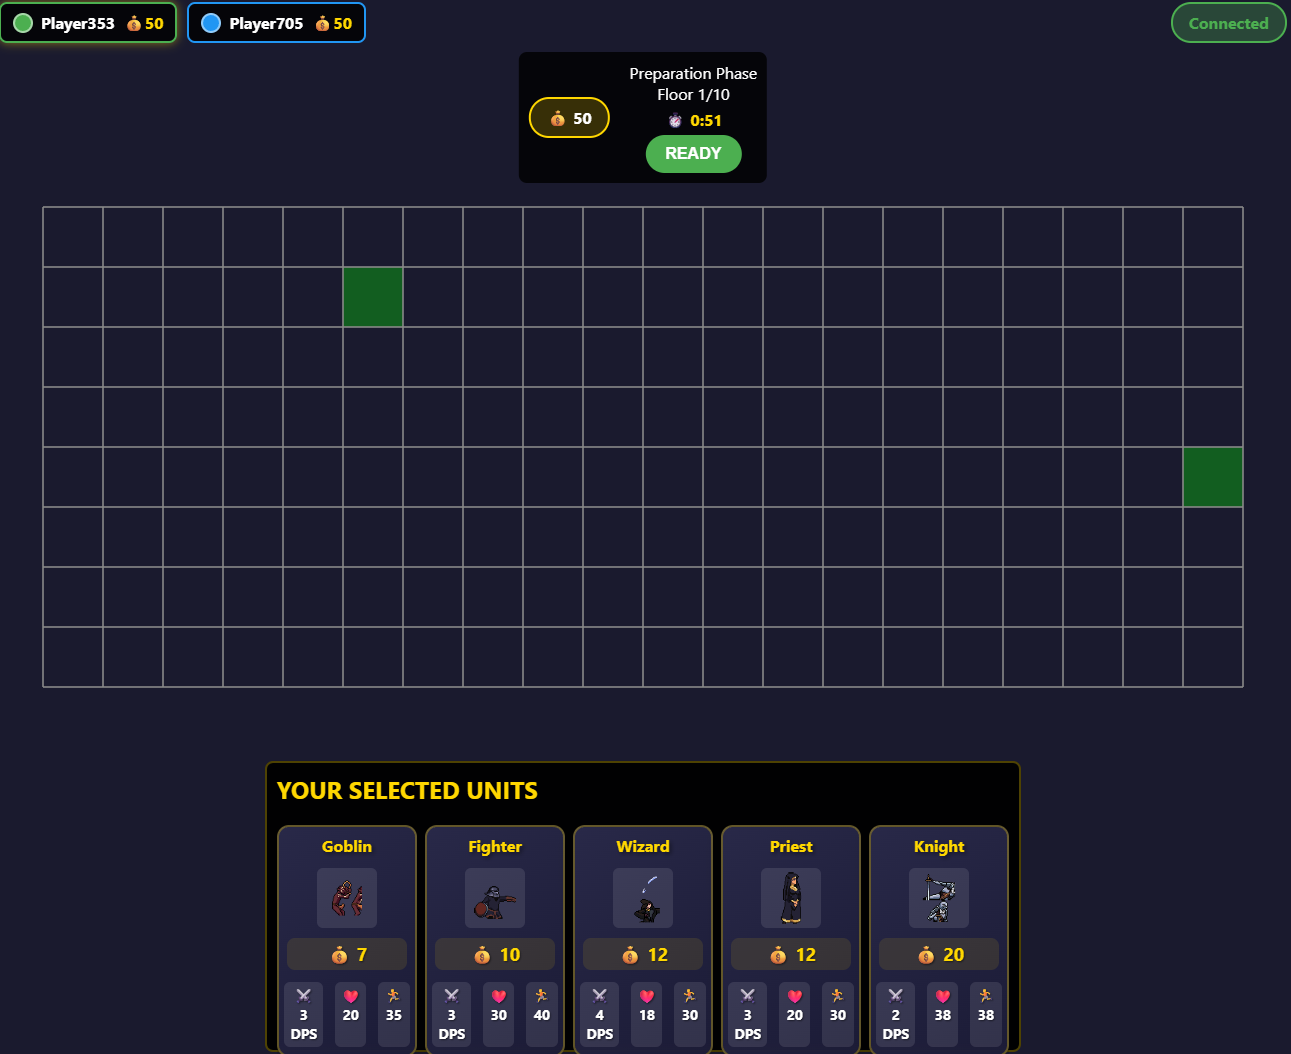 Player353 50
Player705 50
Connected
Preparation Phase
Floor 1/10
50
0:51
READY
YOUR SELECTED UNITS
Goblin
7
3 DPS
20
35
Fighter
10
3 DPS
30
40
Wizard
12
4 DPS
18
30
Priest
12
3 DPS
20
30
Knight
20
2 DPS
38
38